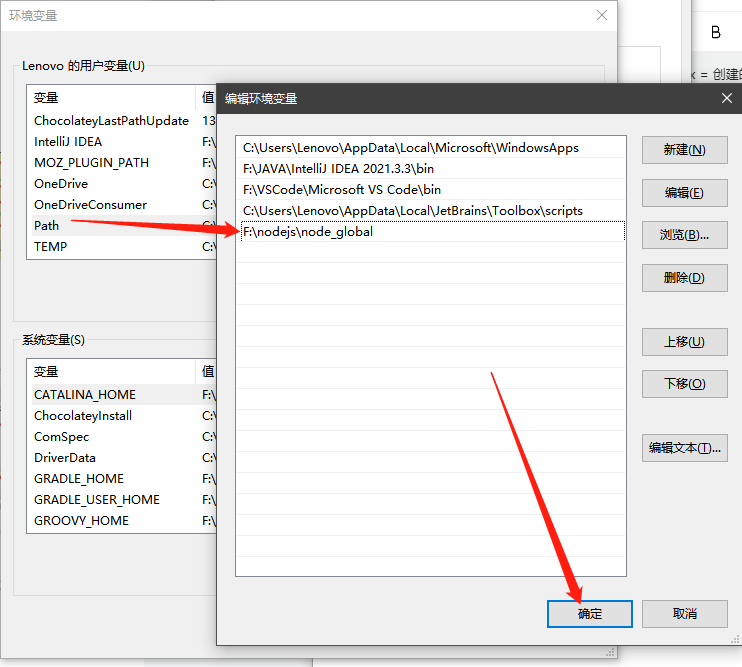 环境变量
B
x = 创建的
Lenovo 的用户变量(U)
变量
值
ChocolateyLastPathUpdate
13
IntelliJ IDEA
F:\
MOZ_PLUGIN_PATH
F:\
OneDrive
C:\
OneDriveConsumer
C:\
Path
TEMP
C:\
系统变量(S)
变量
值
CATALINA_HOME
F:\
ChocolateyInstall
C:\
ComSpec
C:\
DriverData
C:\
GRADLE_HOME
F:\
GRADLE_USER_HOME
F:\
GROOVY_HOME
F:\
编辑环境变量
C:\Users\Lenovo\AppData\Local\Microsoft\WindowsApps
F:\JAVA\IntelliJ IDEA 2021.3.3\bin
F:\VSCode\Microsoft VS Code\bin
C:\Users\Lenovo\AppData\Local\JetBrains\Toolbox\scripts
F:\nodejs\node_global
新建(N)
编辑(E)
浏览(B)...
删除(D)
上移(U)
下移(O)
编辑文本(T)...
确定
取消